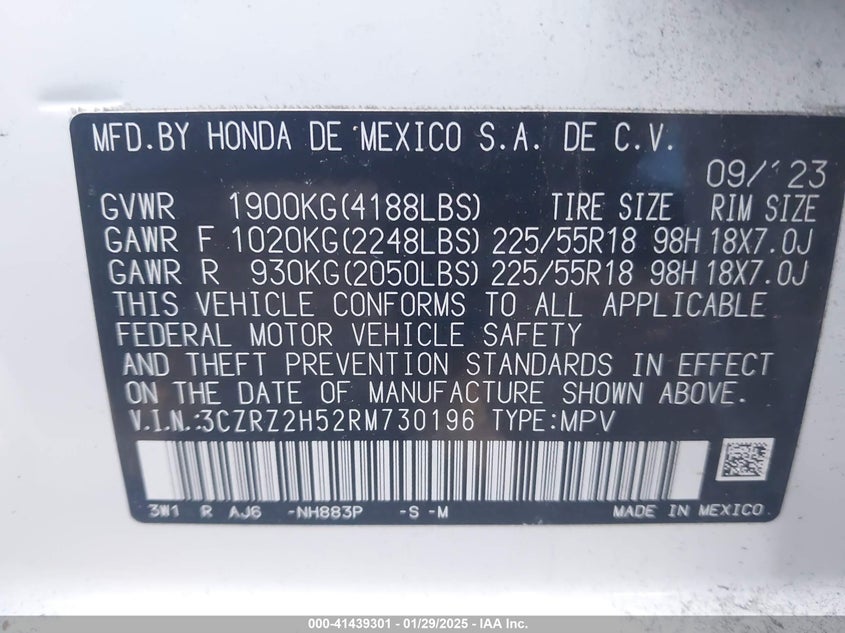 MFD.BY HONDA DE MEXICO S.A. DE C.V.
09/23
GVWR 1900KG(4188LBS) TIRE SIZE RIM SIZE
GAWR F 1020KG(2248LBS) 225/55R18 98H 18X7.0J
GAWR R 930KG(2050LBS) 225/55R18 98H 18X7.0J
THIS VEHICLE CONFORMS TO ALL APPLICABLE
FEDERAL MOTOR VEHICLE SAFETY
AND THEFT PREVENTION STANDARDS IN EFFECT
ON THE DATE OF MANUFACTURE SHOWN ABOVE.
V.I.N.:3CZRZ2H52RM730196 TYPE:MPV
3W1 R AJ6 -NH883P -S -M MADE IN MEXICO
000-41439301 | 01/29/2025 | IAA Inc.